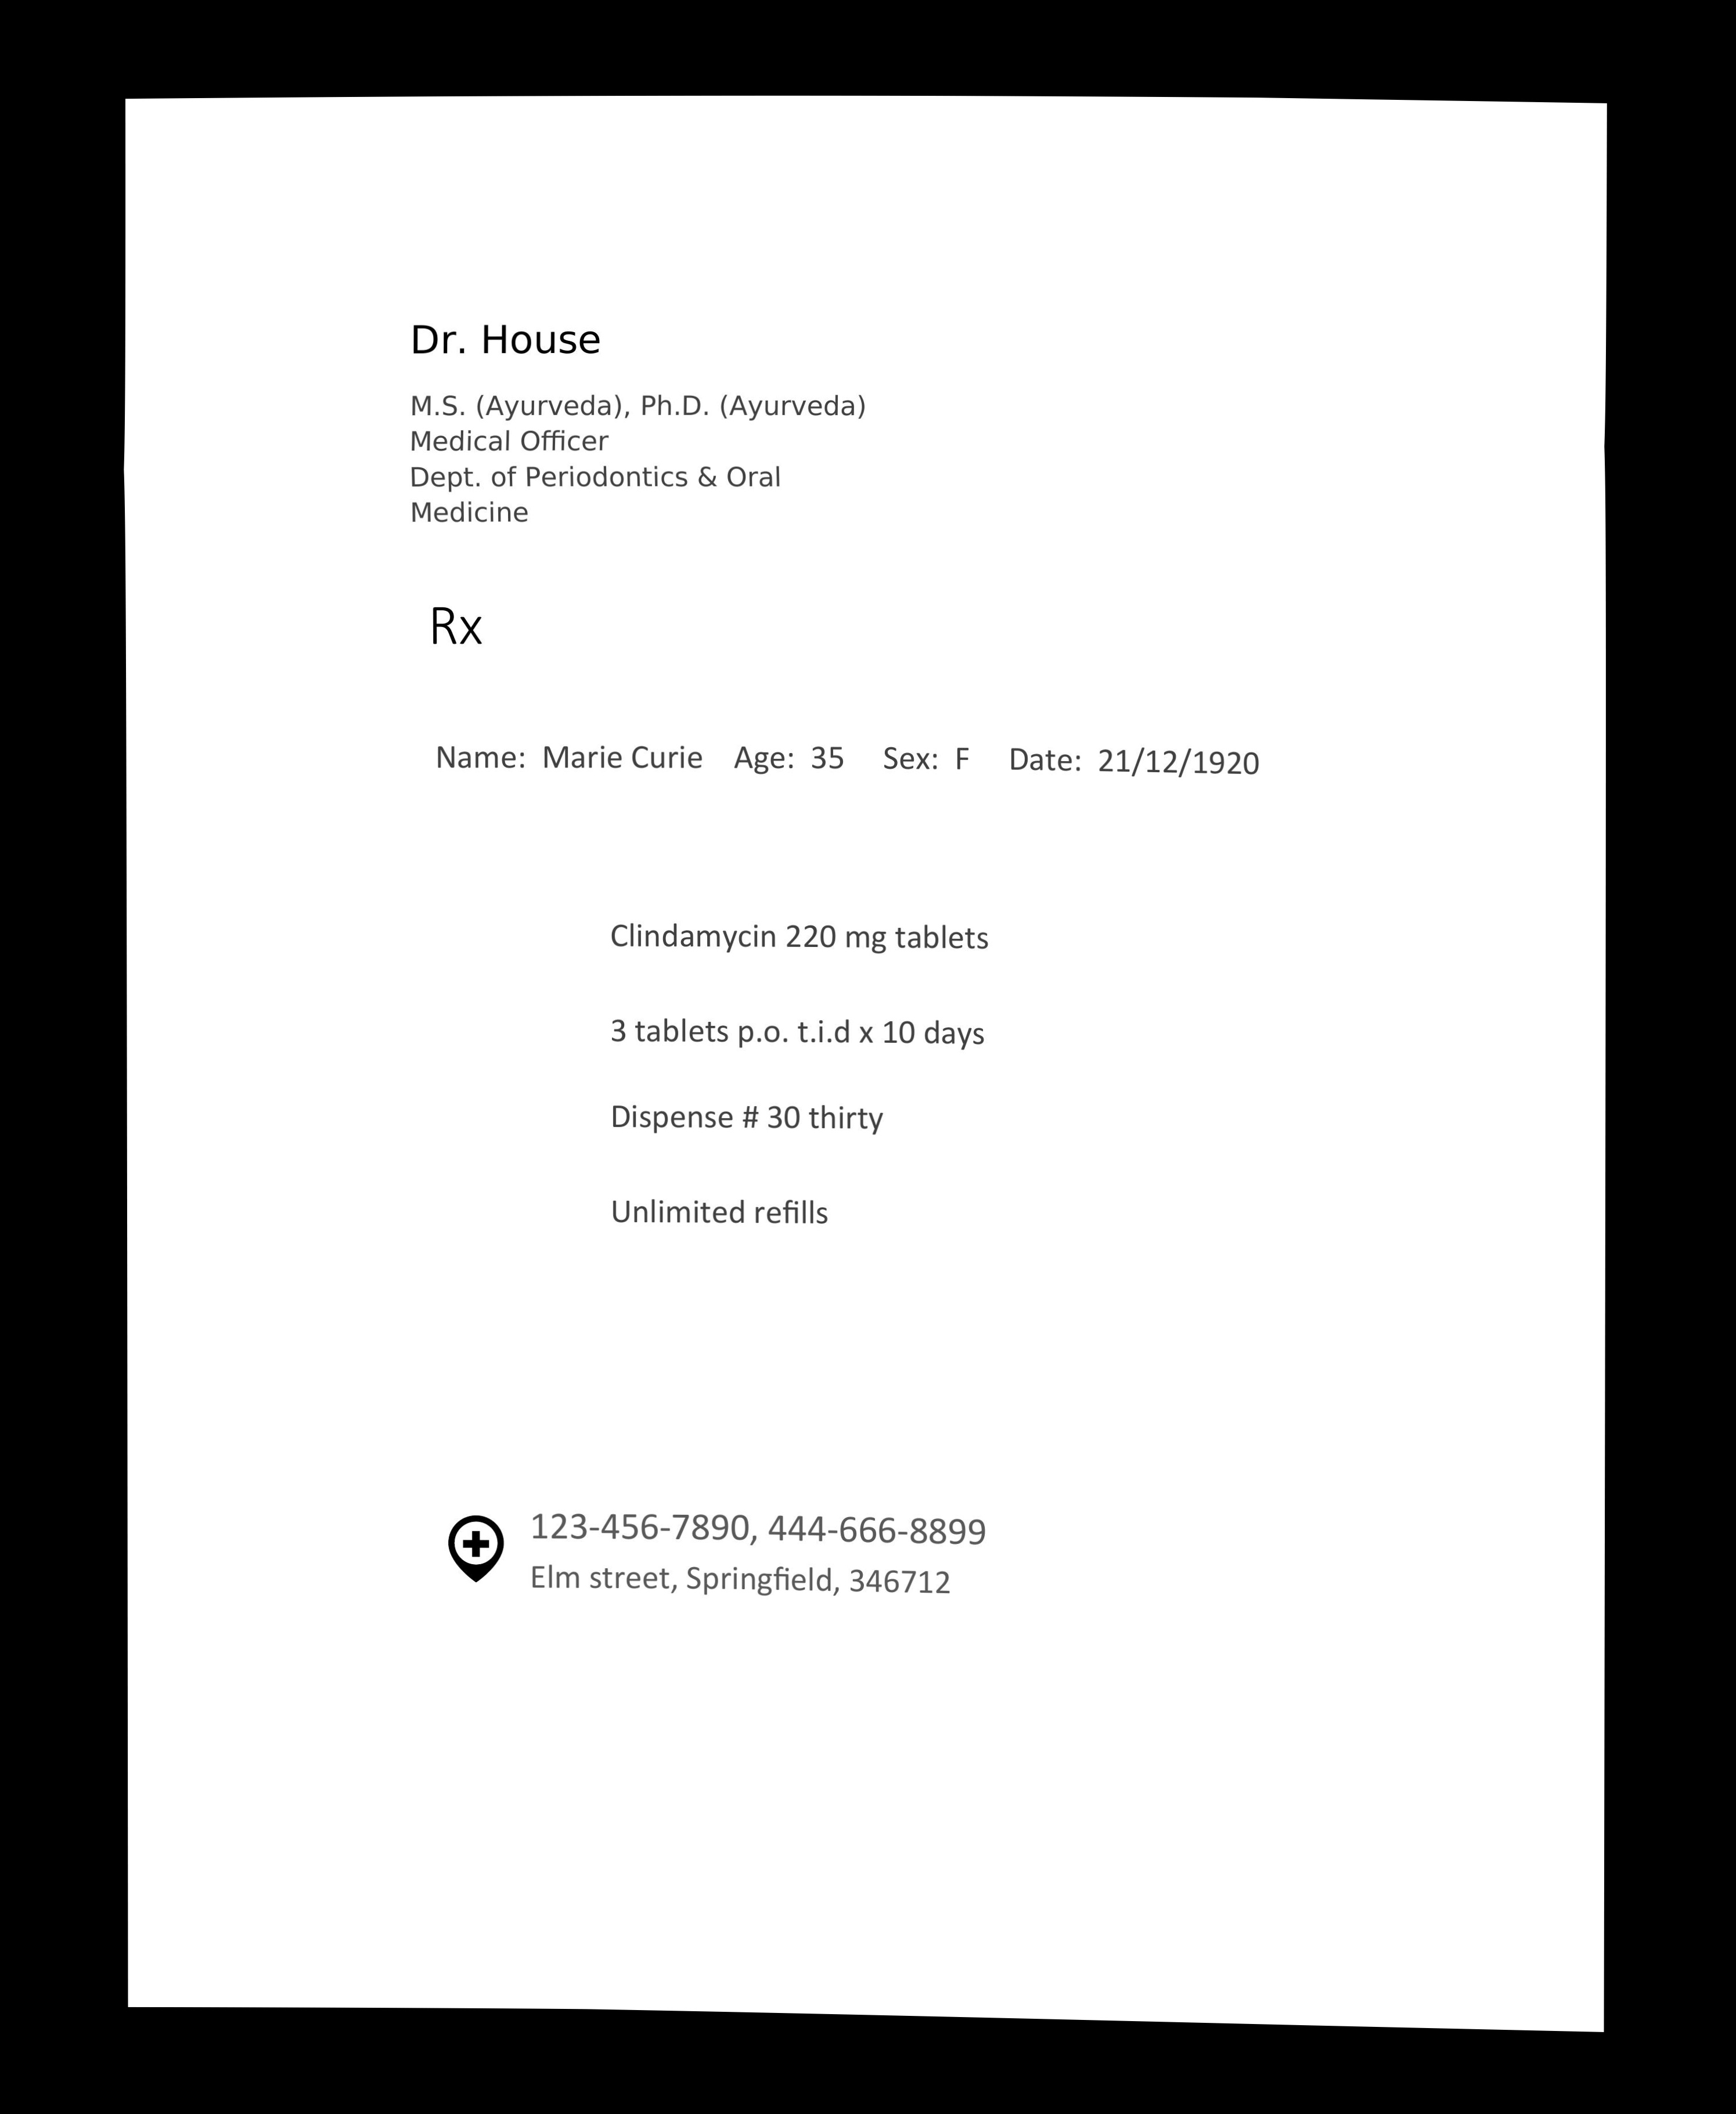 Dr. House
M.S. (Ayurveda), Ph.D. (Ayurveda)
Medical Officer
Dept. of Periodontics & Oral
Medicine
Rx
Name: Marie Curie Age: 35 Sex: F Date: 21/12/1920
Clindamycin 220 mg tablets
3 tablets p.o. t.i.d x 10 days
Dispense # 30 thirty
Unlimited refills
123-456-7890, 444-666-8899
Elm street, Springfield, 346712